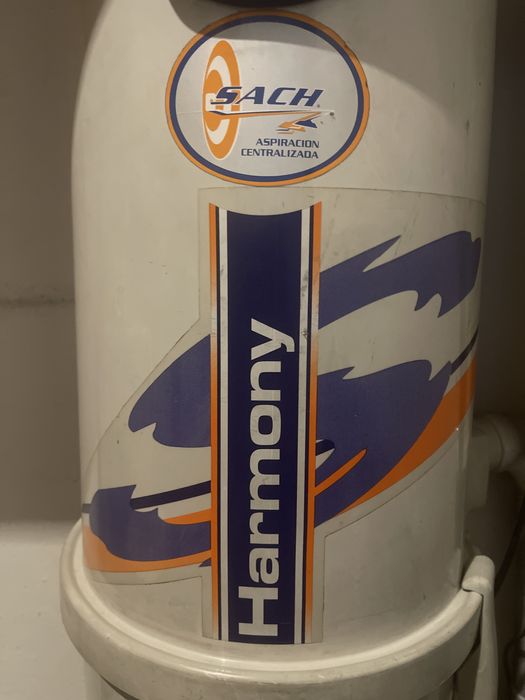 SACH
ASPIRACION
CENTRALIZADA
Harmony